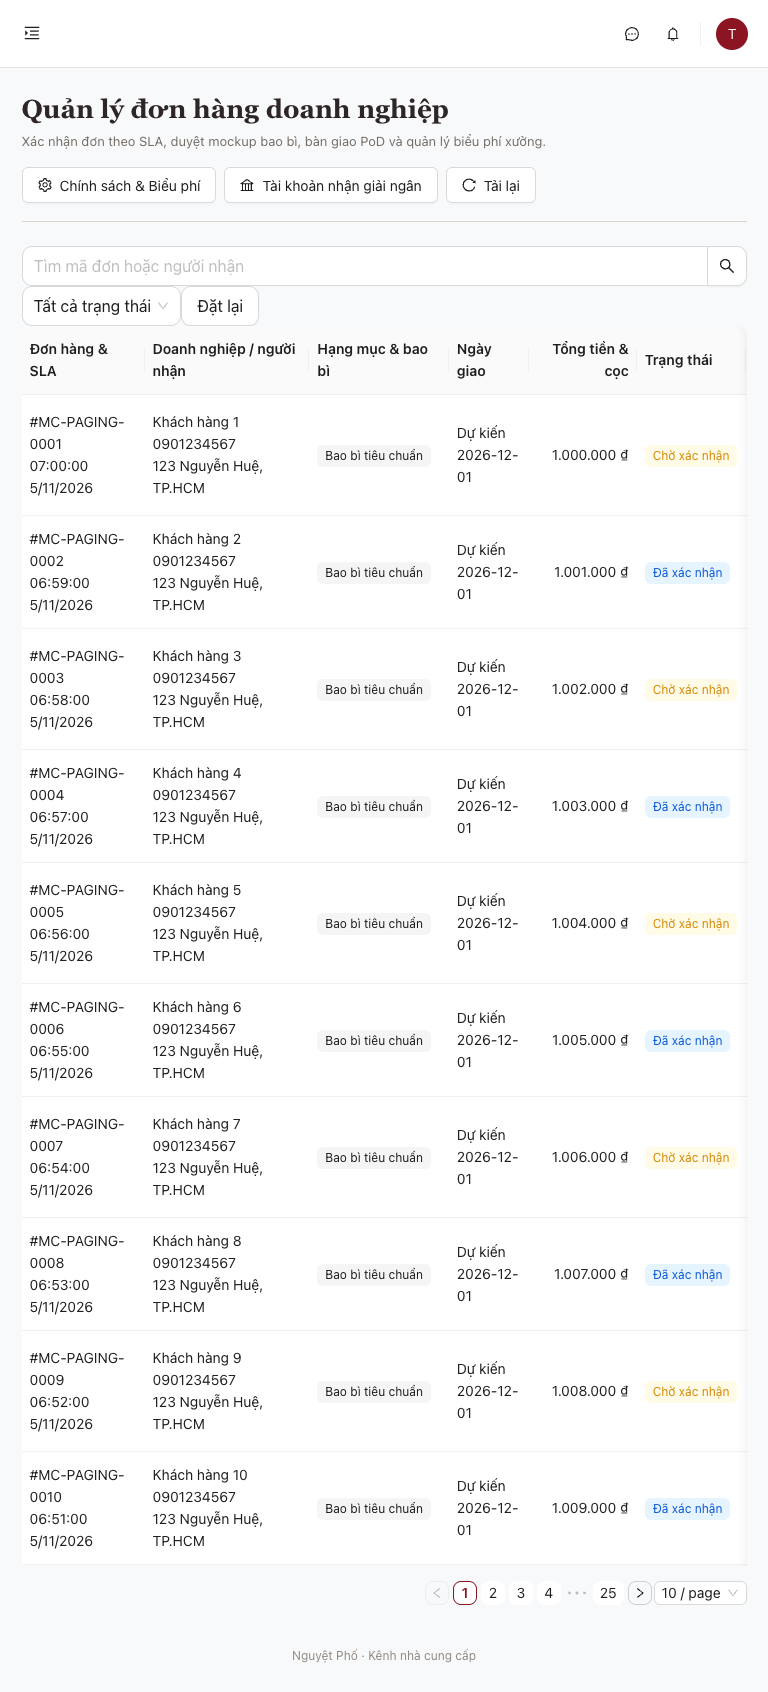 T
Quản lý đơn hàng doanh nghiệp
Xác nhận đơn theo SLA, duyệt mockup bao bì, bàn giao PoD và quản lý biểu phí xưởng.
Chính sách & Biểu phí
Tài khoản nhận giải ngân
Tải lại
Tìm mã đơn hoặc người nhận
Tất cả trạng thái
Đặt lại
Đơn hàng &
SLA
Doanh nghiệp / người
nhận
Hạng mục & bao
bì
Ngày
giao
Tổng tiền &
cọc
Trạng thái
#MC-PAGING-
0001
07:00:00
5/11/2026
Khách hàng 1
0901234567
123 Nguyễn Huệ,
TP.HCM
Bao bì tiêu chuẩn
Dự kiến
2026-12-
01
1.000.000 ₫
Chờ xác nhận
#MC-PAGING-
0002
06:59:00
5/11/2026
Khách hàng 2
0901234567
123 Nguyễn Huệ,
TP.HCM
Bao bì tiêu chuẩn
Dự kiến
2026-12-
01
1.001.000 ₫
Đã xác nhận
#MC-PAGING-
0003
06:58:00
5/11/2026
Khách hàng 3
0901234567
123 Nguyễn Huệ,
TP.HCM
Bao bì tiêu chuẩn
Dự kiến
2026-12-
01
1.002.000 ₫
Chờ xác nhận
#MC-PAGING-
0004
06:57:00
5/11/2026
Khách hàng 4
0901234567
123 Nguyễn Huệ,
TP.HCM
Bao bì tiêu chuẩn
Dự kiến
2026-12-
01
1.003.000 ₫
Đã xác nhận
#MC-PAGING-
0005
06:56:00
5/11/2026
Khách hàng 5
0901234567
123 Nguyễn Huệ,
TP.HCM
Bao bì tiêu chuẩn
Dự kiến
2026-12-
01
1.004.000 ₫
Chờ xác nhận
#MC-PAGING-
0006
06:55:00
5/11/2026
Khách hàng 6
0901234567
123 Nguyễn Huệ,
TP.HCM
Bao bì tiêu chuẩn
Dự kiến
2026-12-
01
1.005.000 ₫
Đã xác nhận
#MC-PAGING-
0007
06:54:00
5/11/2026
Khách hàng 7
0901234567
123 Nguyễn Huệ,
TP.HCM
Bao bì tiêu chuẩn
Dự kiến
2026-12-
01
1.006.000 ₫
Chờ xác nhận
#MC-PAGING-
0008
06:53:00
5/11/2026
Khách hàng 8
0901234567
123 Nguyễn Huệ,
TP.HCM
Bao bì tiêu chuẩn
Dự kiến
2026-12-
01
1.007.000 ₫
Đã xác nhận
#MC-PAGING-
0009
06:52:00
5/11/2026
Khách hàng 9
0901234567
123 Nguyễn Huệ,
TP.HCM
Bao bì tiêu chuẩn
Dự kiến
2026-12-
01
1.008.000 ₫
Chờ xác nhận
#MC-PAGING-
0010
06:51:00
5/11/2026
Khách hàng 10
0901234567
123 Nguyễn Huệ,
TP.HCM
Bao bì tiêu chuẩn
Dự kiến
2026-12-
01
1.009.000 ₫
Đã xác nhận
1 2 3 4 ••• 25 10 / page
Nguyệt Phố · Kênh nhà cung cấp